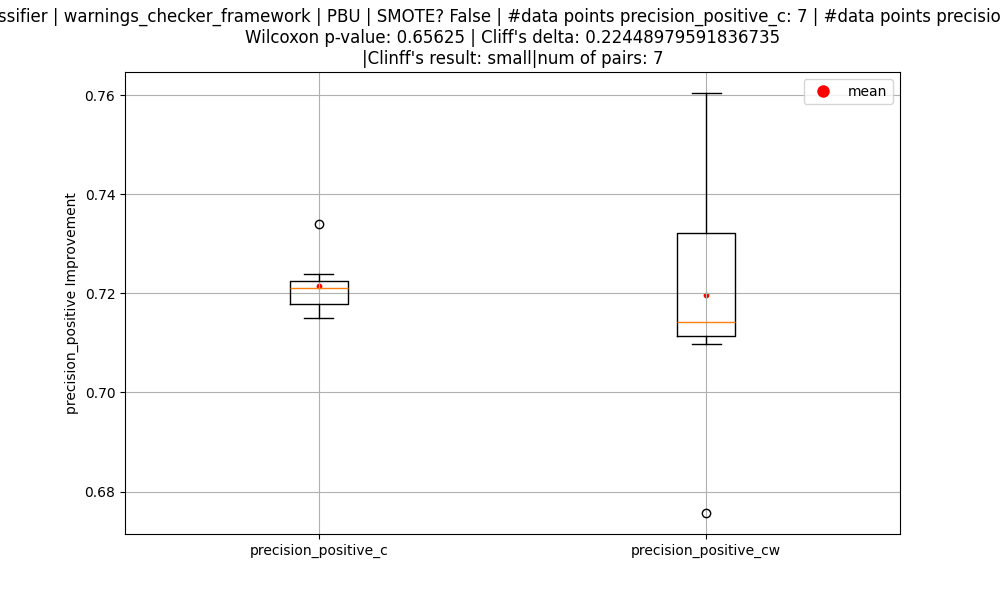 | warnings_checker_framework | PBU | SMOTE? False | #data points precision_positive_c: 7 | #data points
Wilcoxon p-value: 0.65625 | Cliff's delta: 0.22448979591836735
|Clinff's result: small|num of pairs: 7
mean
0.76
0.74
0.72
0.70
0.68
precision_positive Improvement
precision_positive_c
precision_positive_cw